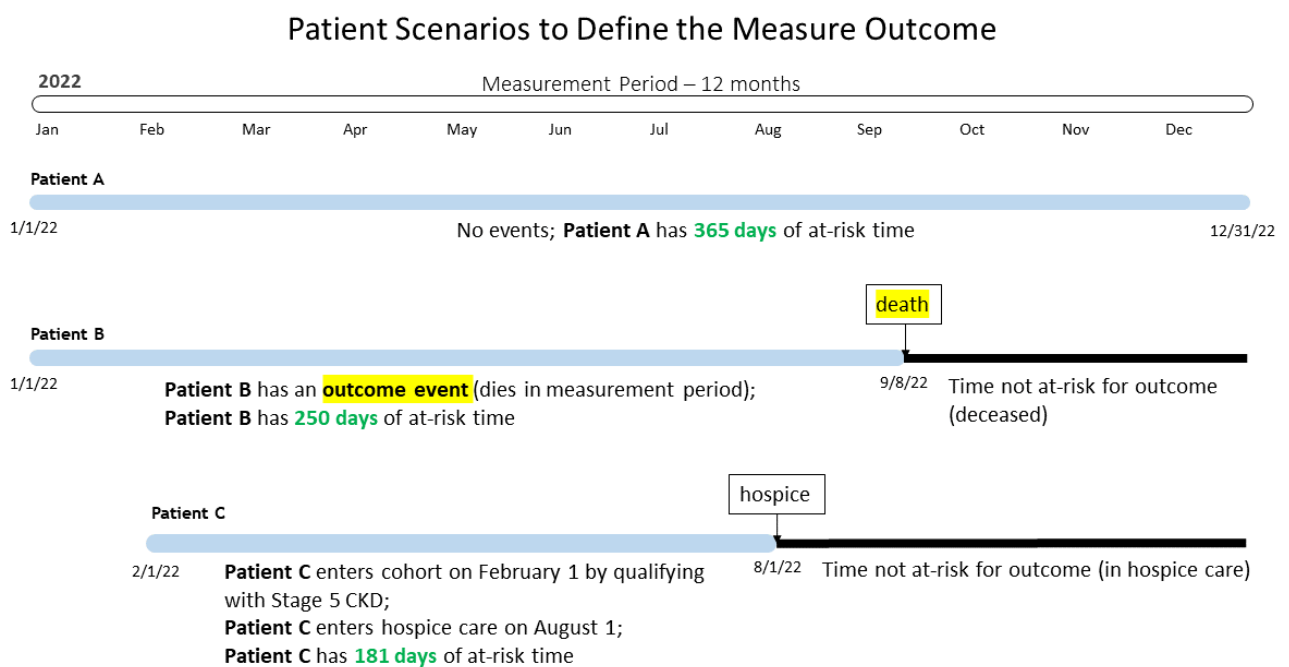 Patient Scenarios to Define the Measure Outcome
2022
Measurement Period – 12 months
Jan Feb Mar Apr May Jun Jul Aug Sep Oct Nov Dec
Patient A
1/1/22
No events; Patient A has 365 days of at-risk time
12/31/22
death
Patient B
1/1/22
Patient B has an outcome event (dies in measurement period);
Patient B has 250 days of at-risk time
9/8/22
Time not at-risk for outcome
(deceased)
hospice
Patient C
2/1/22
Patient C enters cohort on February 1 by qualifying
with Stage 5 CKD;
Patient C enters hospice care on August 1;
Patient C has 181 days of at-risk time
8/1/22
Time not at-risk for outcome (in hospice care)